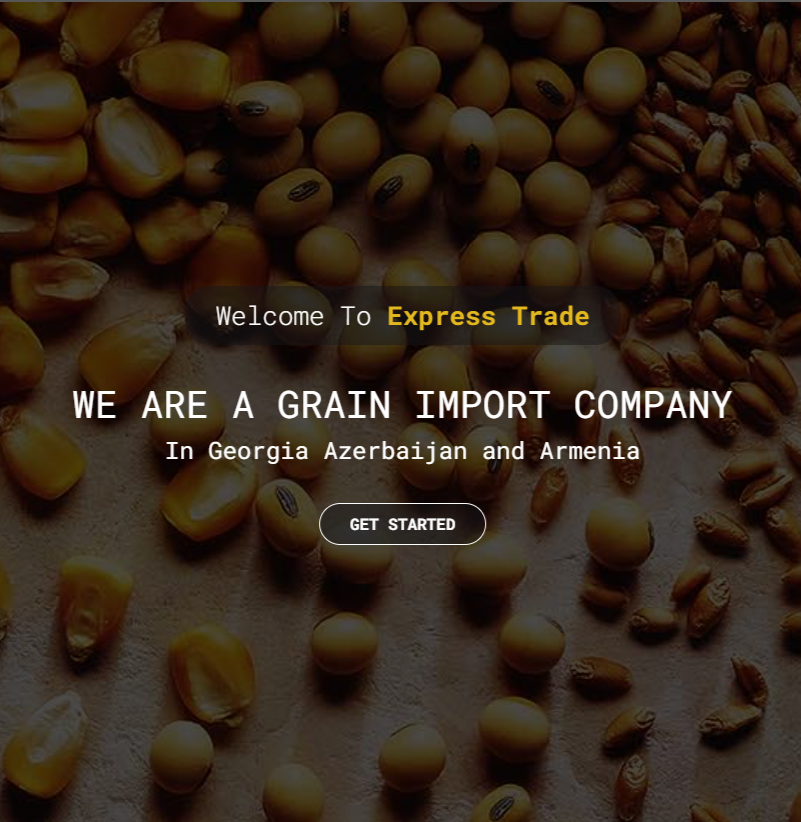 Welcome To Express Trade
WE ARE A GRAIN IMPORT COMPANY
In Georgia Azerbaijan and Armenia
GET STARTED